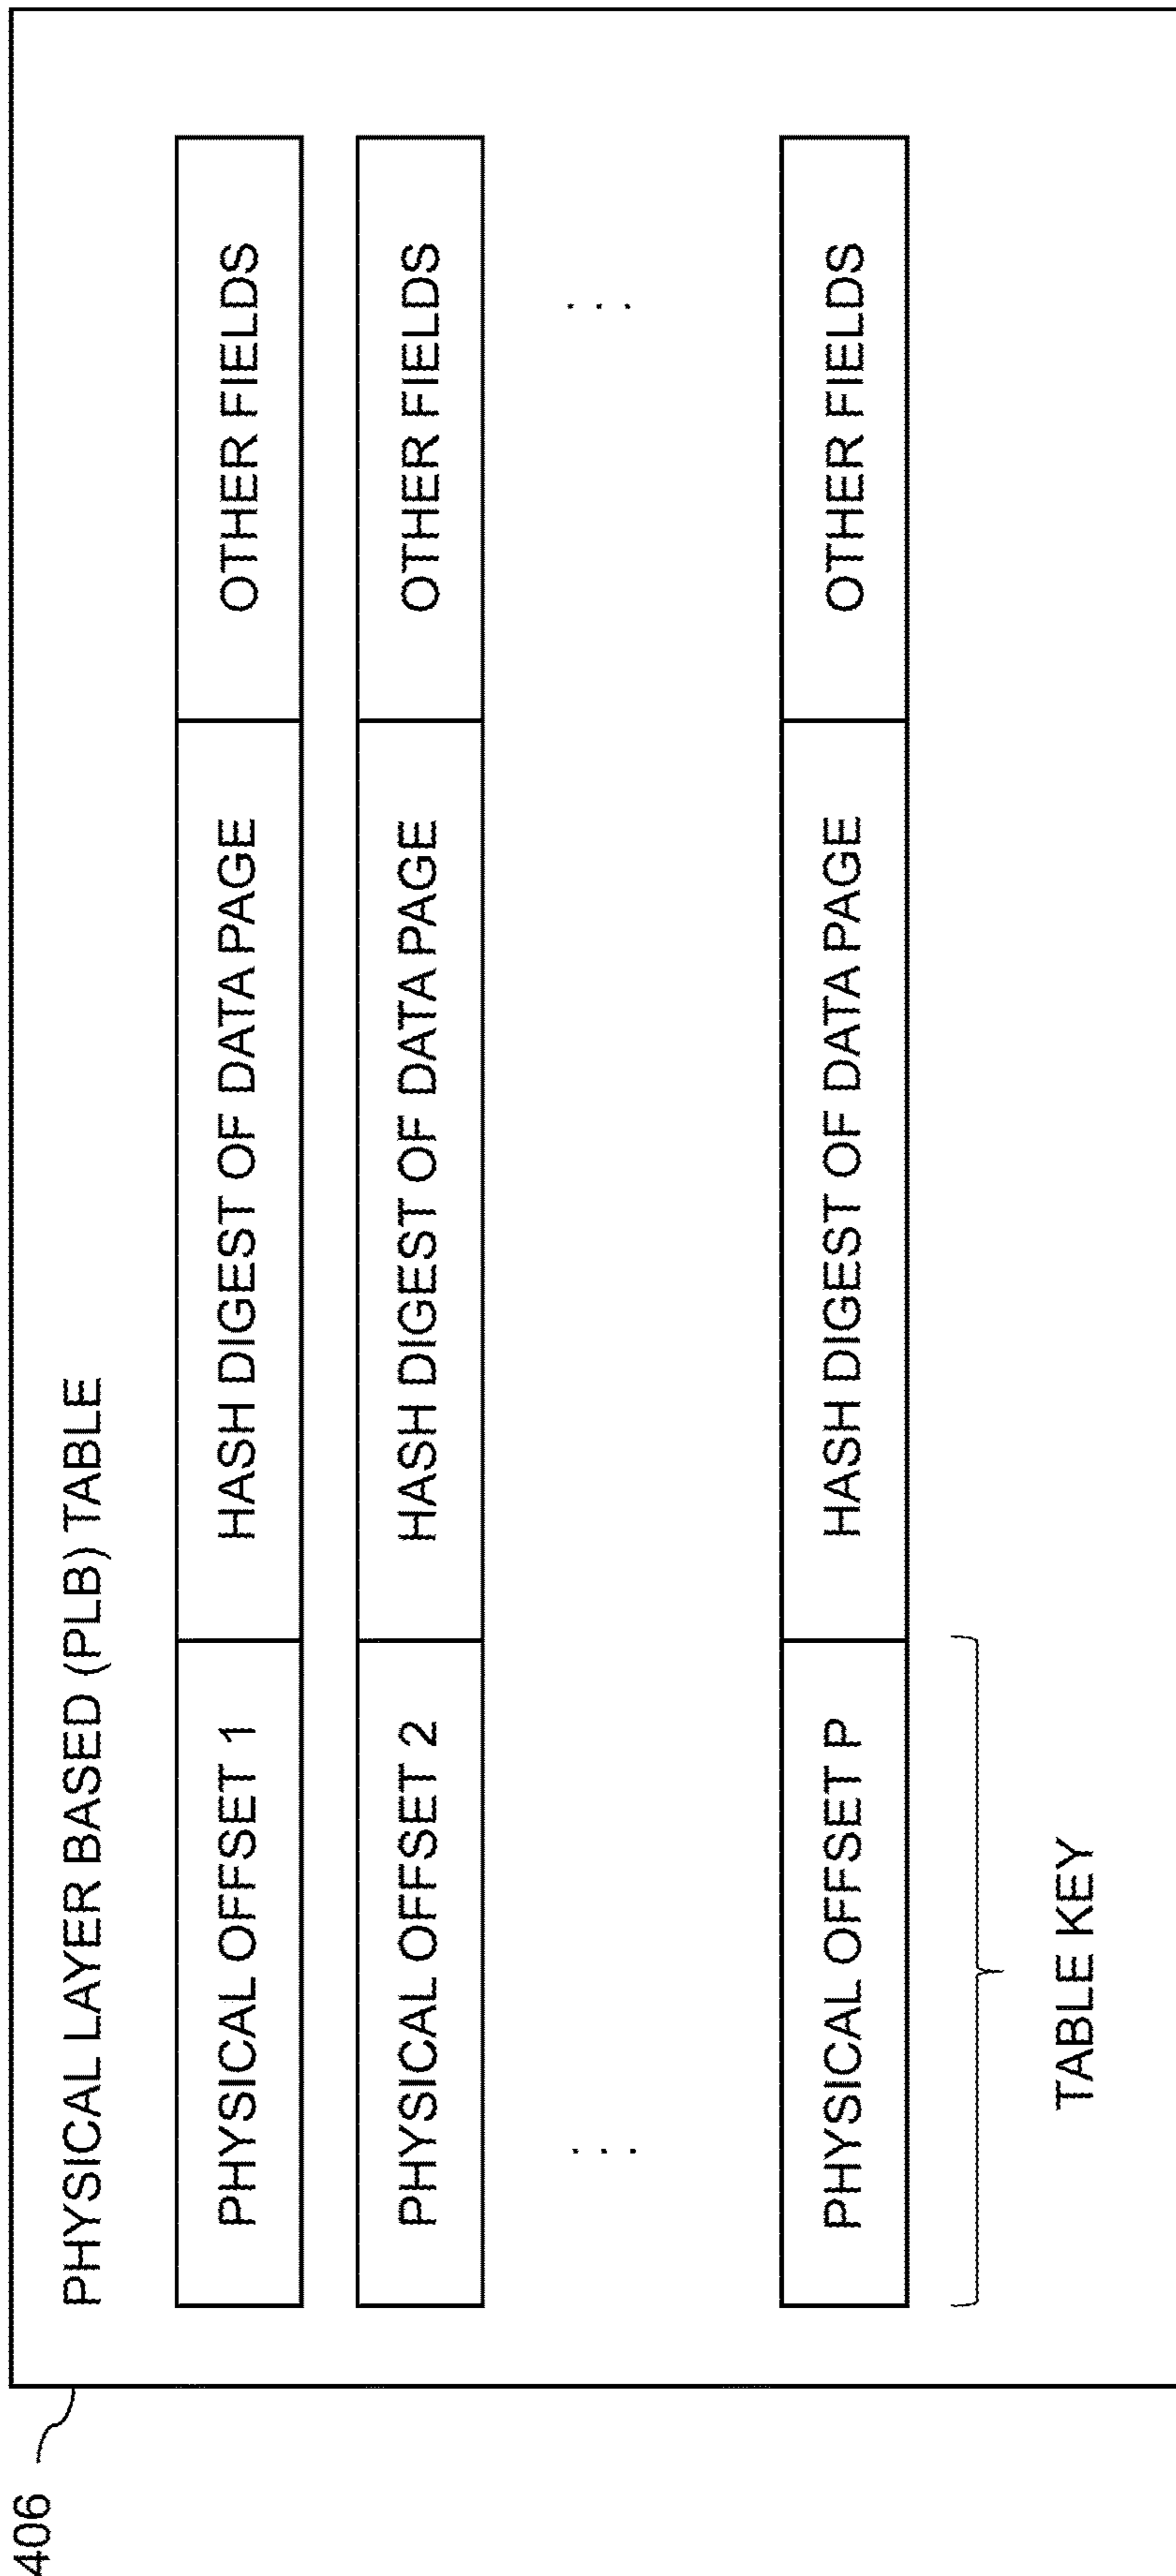 406
PHYSICAL LAYER BASED (PLB) TABLE
PHYSICAL OFFSET 1 HASH DIGEST OF DATA PAGE OTHER FIELDS
PHYSICAL OFFSET 2 HASH DIGEST OF DATA PAGE OTHER FIELDS
. . . . . .
PHYSICAL OFFSET P HASH DIGEST OF DATA PAGE OTHER FIELDS
TABLE KEY